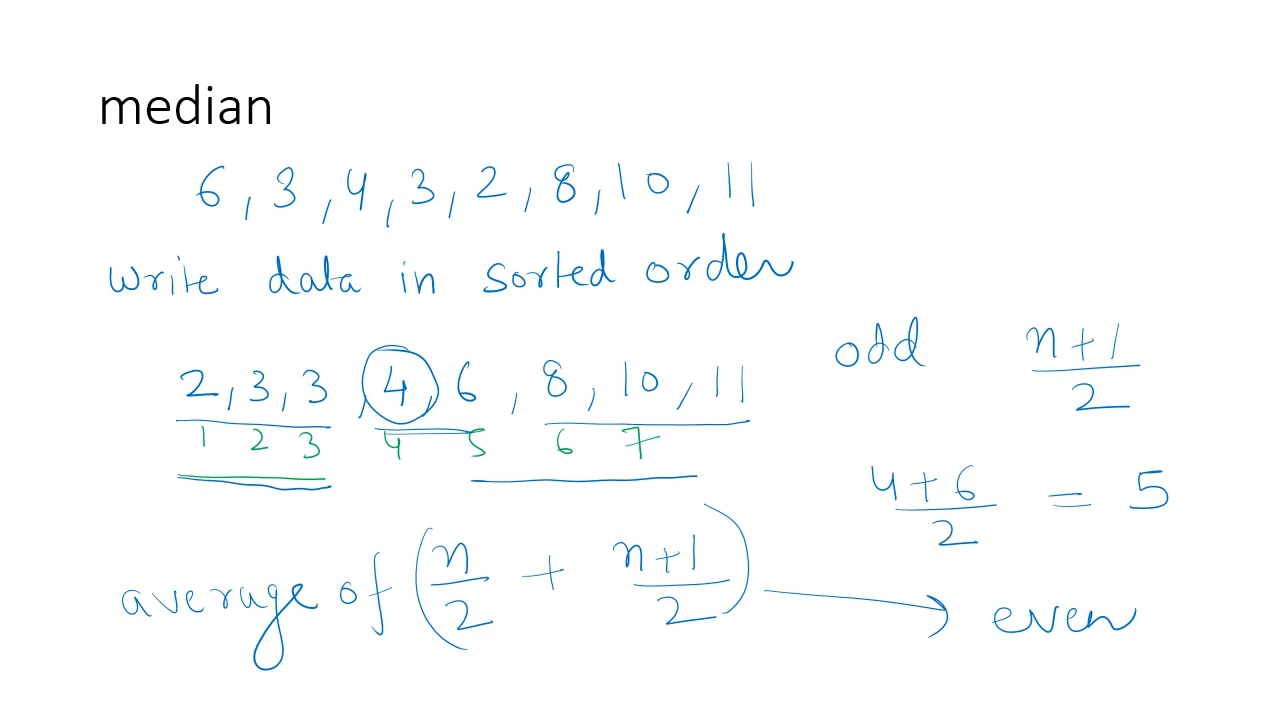 median
6, 3, 4, 3, 2, 8, 10, 11
write data in sorted order
odd n+1/2
2, 3, 3, 4, 6, 8, 10, 11
1 2 3 4 5 6 7
4+6/2 = 5
average of (n/2 + n+1/2) → even